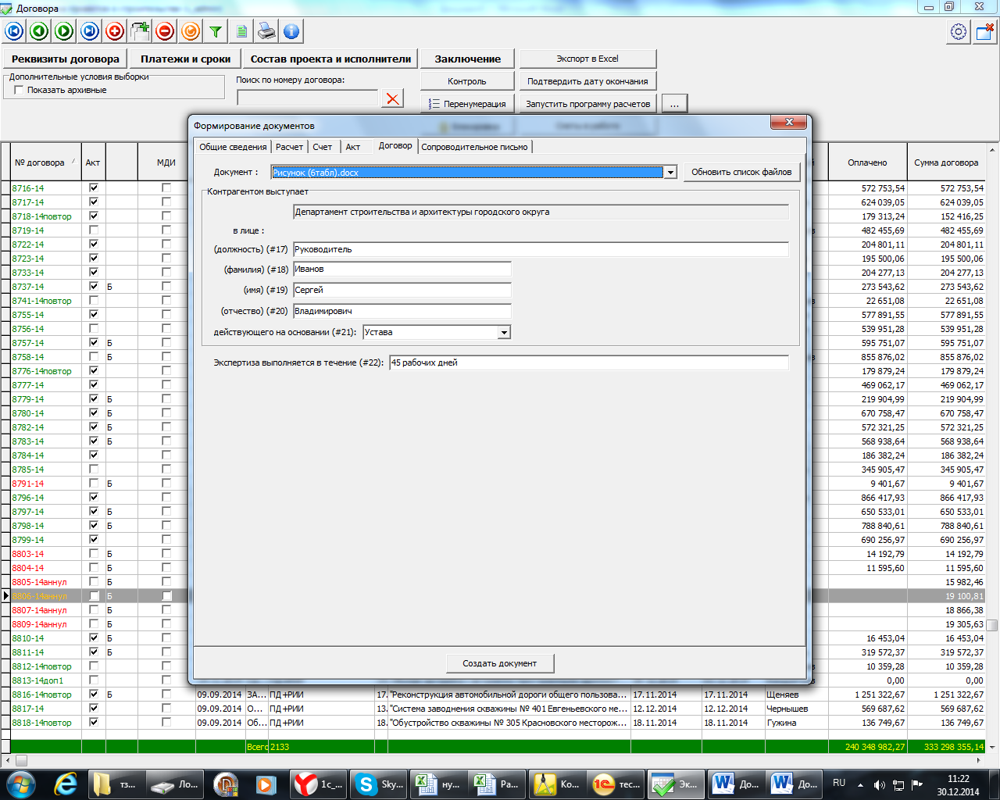 Договора
Реквизиты договора Платежи и сроки Состав проекта и исполнители Заключение Экспорт в Excel
Дополнительные условия выборки
Показать архивные
Поиск по номеру договора:
Контроль Подтвердить дату окончания
Перенумерация Запустить программу расчетов ...
Формирование документов
Общие сведения Расчет Счет Акт Договор Сопроводительное письмо
Документ : Рисунок (6табл).docx Обновить список файлов
Контрагентом выступает
Департамент строительства и архитектуры городского округа
в лице :
(должность) (#17) Руководитель
(фамилия) (#18) Иванов
(имя) (#19) Сергей
(отчество) (#20) Владимирович
действующего на основании (#21): Устава
Экспертиза выполняется в течение (#22): 45 рабочих дней
Создать документ
№ договора Акт МДИ Оплачено Сумма договора
8716-14 572 753,54 572 753,54
8717-14 624 039,05 624 039,05
8718-14повтор 179 313,24 152 416,25
8719-14 482 455,69 482 455,69
8722-14 204 801,11 204 801,11
8723-14 195 500,06 195 500,06
8733-14 204 277,13 204 277,13
8737-14 Б 273 543,62 273 543,62
8741-14повтор 22 651,08 22 651,08
8755-14 577 891,55 577 891,55
8756-14 539 951,28 539 951,28
8757-14 Б 595 751,07 595 751,07
8758-14 Б 855 876,02 855 876,02
8776-14повтор 179 879,24 179 879,24
8777-14 469 062,17 469 062,17
8779-14 Б 219 904,99 219 904,99
8780-14 Б 670 758,47 670 758,47
8782-14 Б 572 321,25 572 321,25
8783-14 Б 568 938,64 568 938,64
8784-14 186 382,24 186 382,24
8785-14 345 905,47 345 905,47
8791-14 Б 9 401,67 9 401,67
8796-14 866 417,93 866 417,93
8797-14 Б 650 533,01 650 533,01
8798-14 Б 788 840,61 788 840,61
8799-14 690 256,97 690 256,97
8803-14 Б 14 192,79 14 192,79
8804-14 Б 11 595,60 11 595,60
8805-14аннул Б 15 982,46
8806-14аннул Б 19 100,81
8807-14аннул Б 18 866,38
8809-14аннул Б 19 305,63
8810-14 Б 16 453,04 16 453,04
8811-14 Б 319 572,37 319 572,37
8812-14повтор 10 359,28 10 359,28
8813-14доп1 0,00 0,00
8816-14повтор Б 09.09.2014 ЗА... ПД+РИИ 17. "Реконструкция автомобильной дороги общего пользова... 17.11.2014 17.11.2014 Щеняев 1 251 322,67 1 251 322,67
8817-14 09.09.2014 О... ПД+РИИ 13. "Система заводнения скважины № 401 Евгеньевского ме... 12.12.2014 12.12.2014 Чернышев 569 687,62 569 687,62
8818-14повтор 09.09.2014 Об... ПД+РИИ 18. "Обустройство скважины № 305 Красновского месторож... 18.11.2014 18.11.2014 Гужина 136 749,67 136 749,67
Всего 2133 240 348 982,27 333 298 355,14
тз... Ло... 1с_... Sky... ну... Ра... Ко... тес... Эк... До... До... RU 11:22
30.12.2014